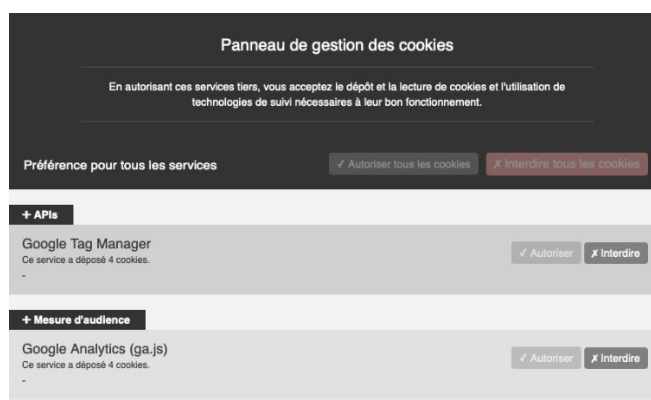 Panneau de gestion des cookies
En autorisant ces services tiers, vous acceptez le dépôt et la lecture de cookies et l'utilisation de
technologies de suivi nécessaires à leur bon fonctionnement.
Préférence pour tous les services
✓ Autoriser tous les cookies
✗ Interdire tous les cookies
+ APIs
Google Tag Manager
Ce service a déposé 4 cookies.
-
✓ Autoriser
✗ Interdire
+ Mesure d'audience
Google Analytics (ga.js)
Ce service a déposé 4 cookies.
-
✓ Autoriser
✗ Interdire